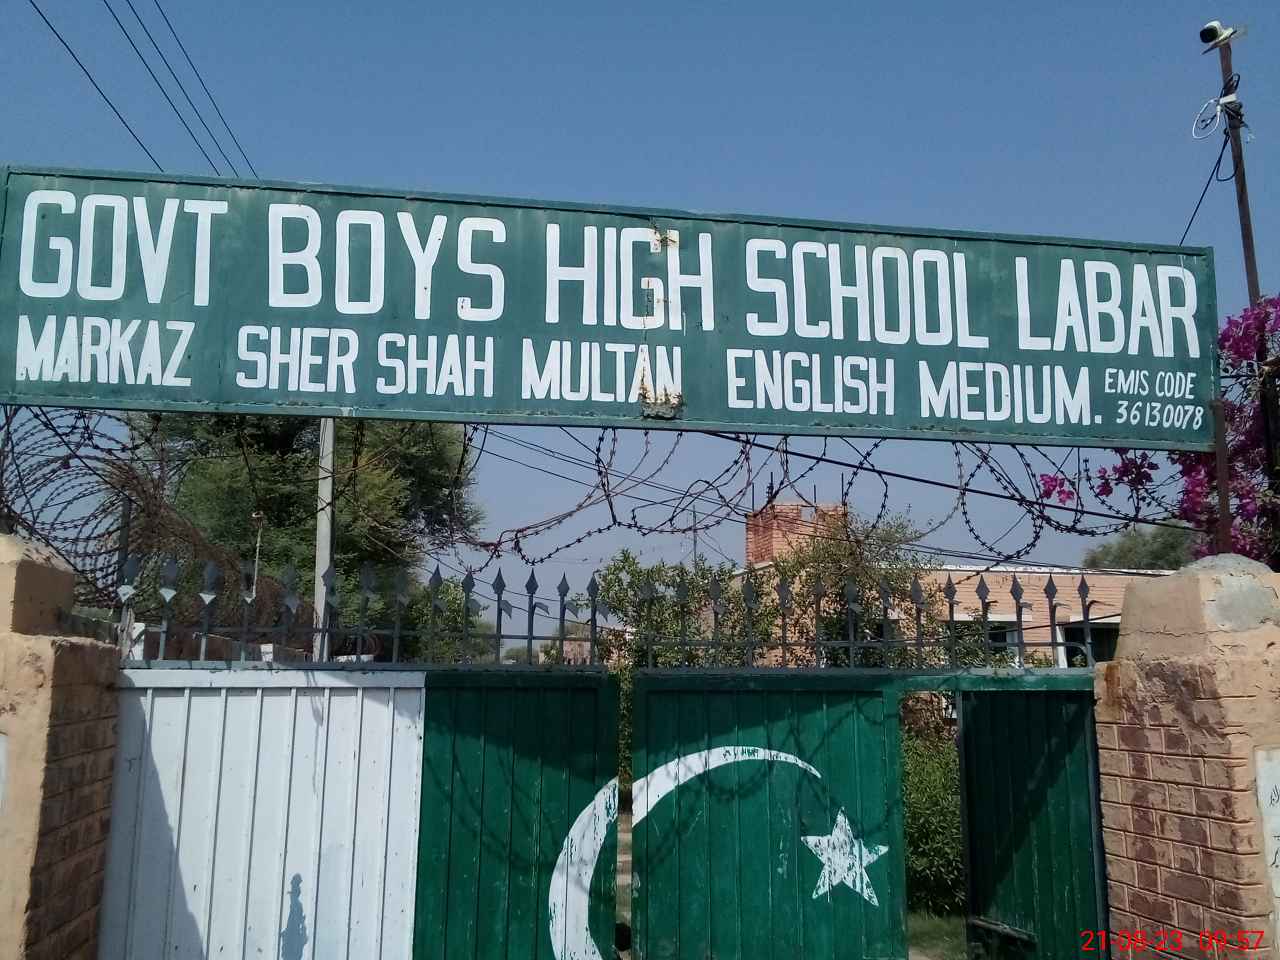 GOVT BOYS HIGH SCHOOL LABAR
MARKAZ SHER SHAH MULTAN ENGLISH MEDIUM.
EMIS CODE
36130078
21-08-23 09:57